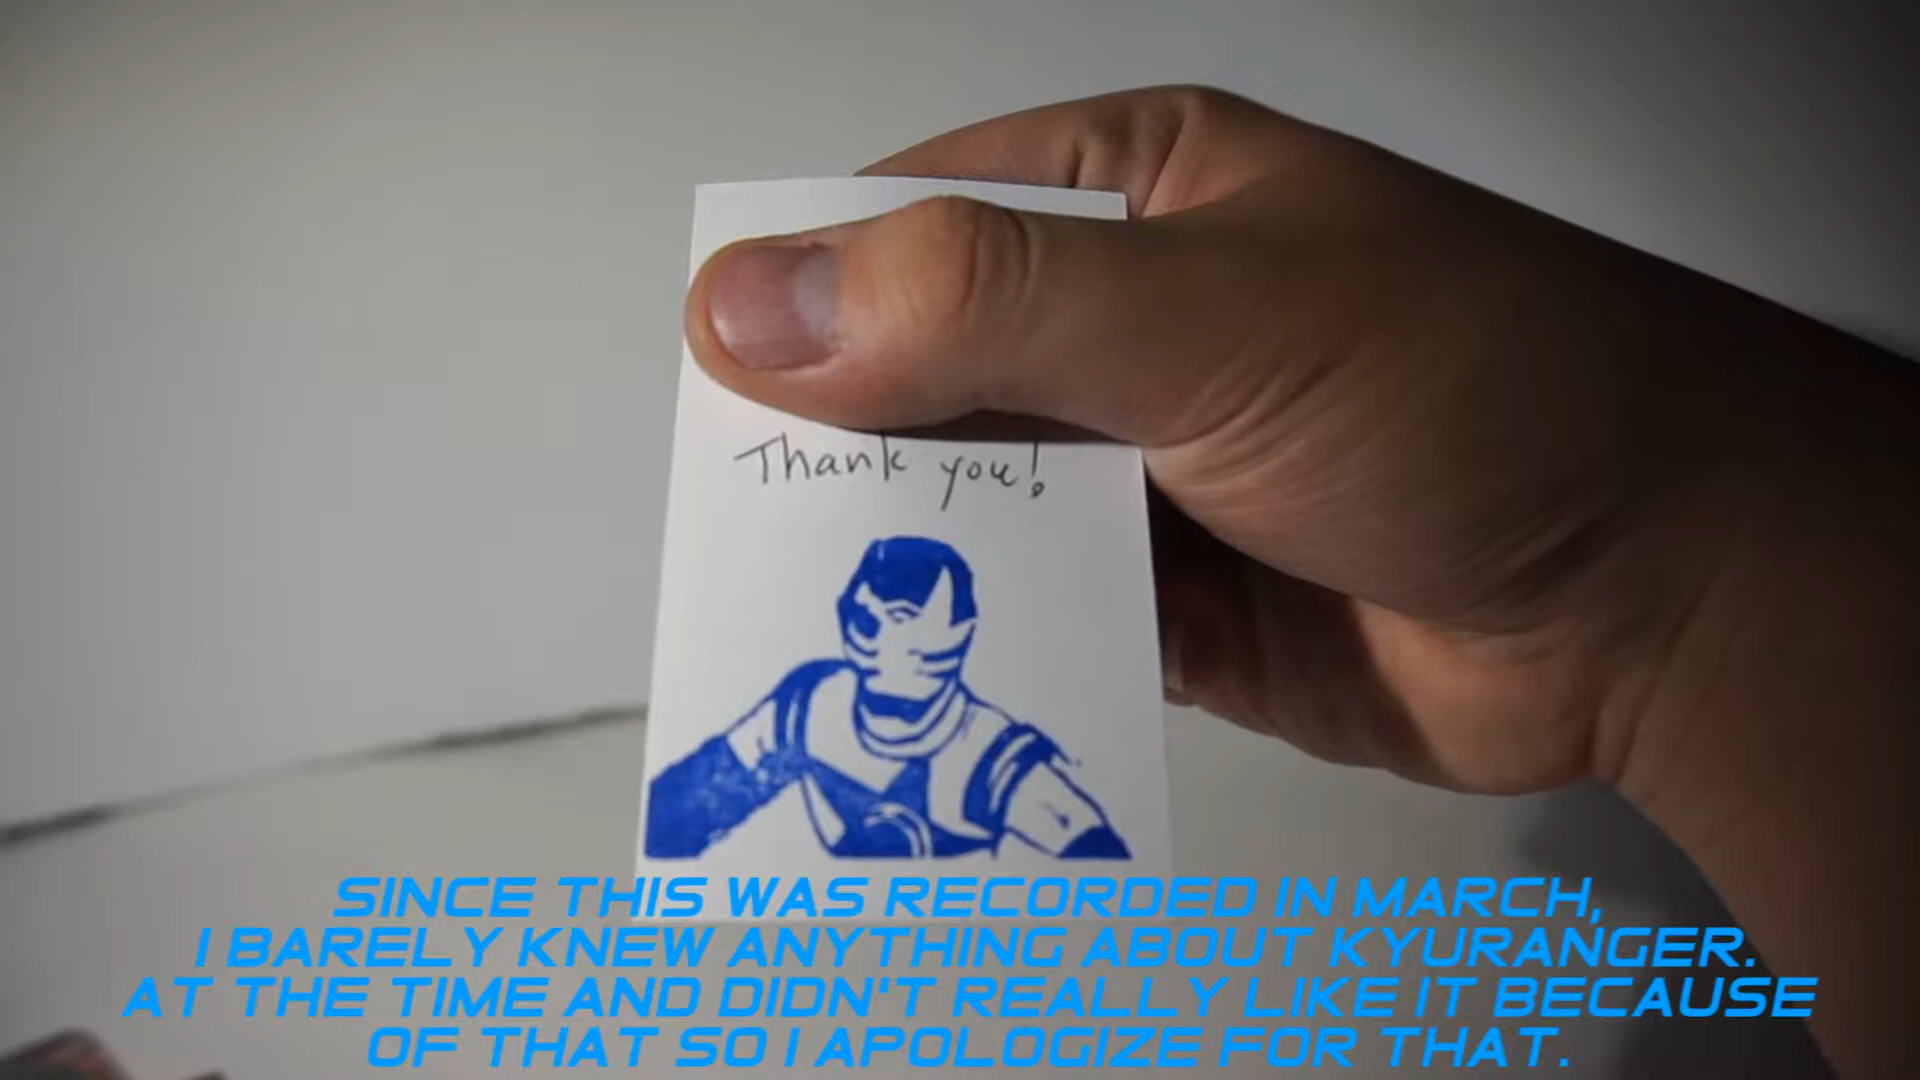 Thank you!
SINCE THIS WAS RECORDED IN MARCH,
I BARELY KNEW ANYTHING ABOUT KYURANGER.
AT THE TIME AND DIDN'T REALLY LIKE IT BECAUSE
OF THAT SO I APOLOGIZE FOR THAT.